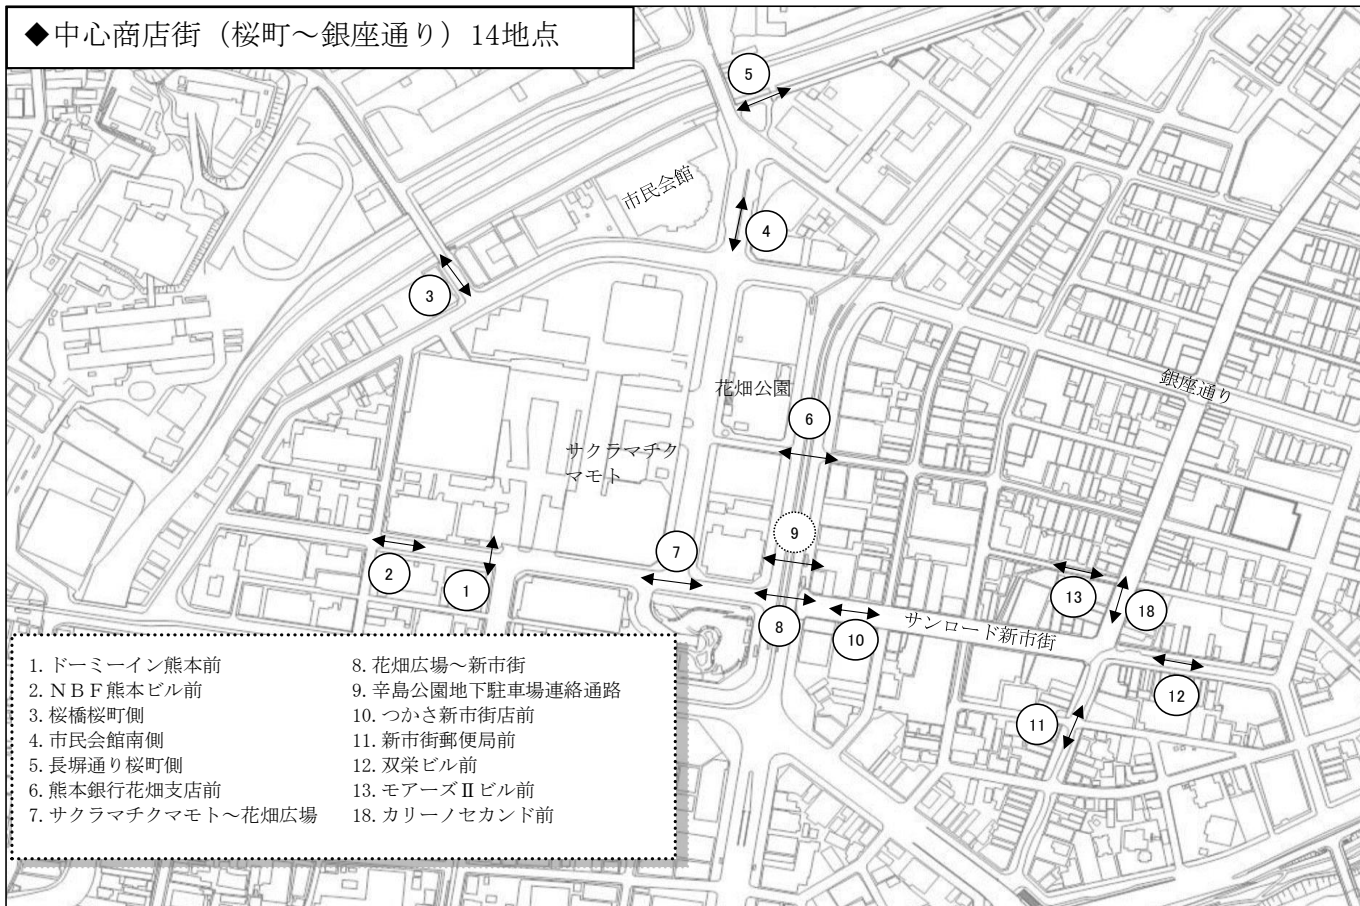 ◆中心商店街（桜町～銀座通り）14地点
5
市民会館
4
3
銀座通り
花畑公園
6
サクラマチク
マモト
9
7
2
1
13
18
8
10
サンロード新市街
12
11
1. ドーミーイン熊本前
2. ＮＢＦ熊本ビル前
3. 桜橋桜町側
4. 市民会館南側
5. 長塀通り桜町側
6. 熊本銀行花畑支店前
7. サクラマチクマモト～花畑広場
8. 花畑広場～新市街
9. 辛島公園地下駐車場連絡通路
10. つかさ新市街店前
11. 新市街郵便局前
12. 双栄ビル前
13. モアーズⅡビル前
18. カリーノセカンド前